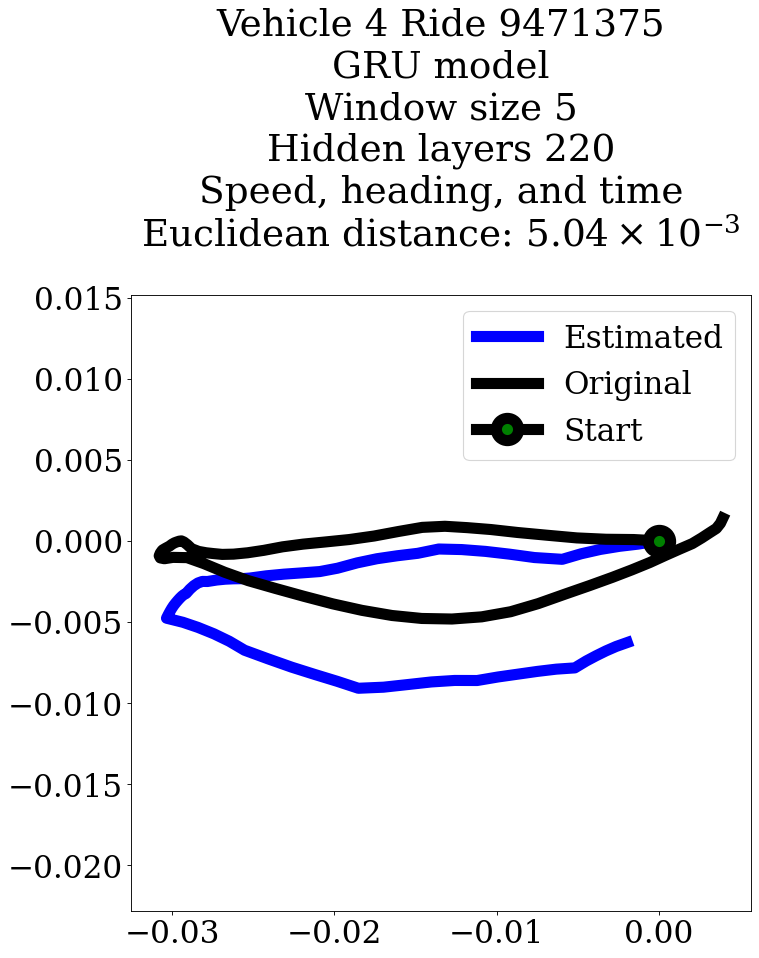 Vehicle 4 Ride 9471375
GRU model
Window size 5
Hidden layers 220
Speed, heading, and time
Euclidean distance: 5.04 × 10⁻³
Estimated
Original
Start
0.015
0.010
0.005
0.000
−0.005
−0.010
−0.015
−0.020
−0.03 −0.02 −0.01 0.00